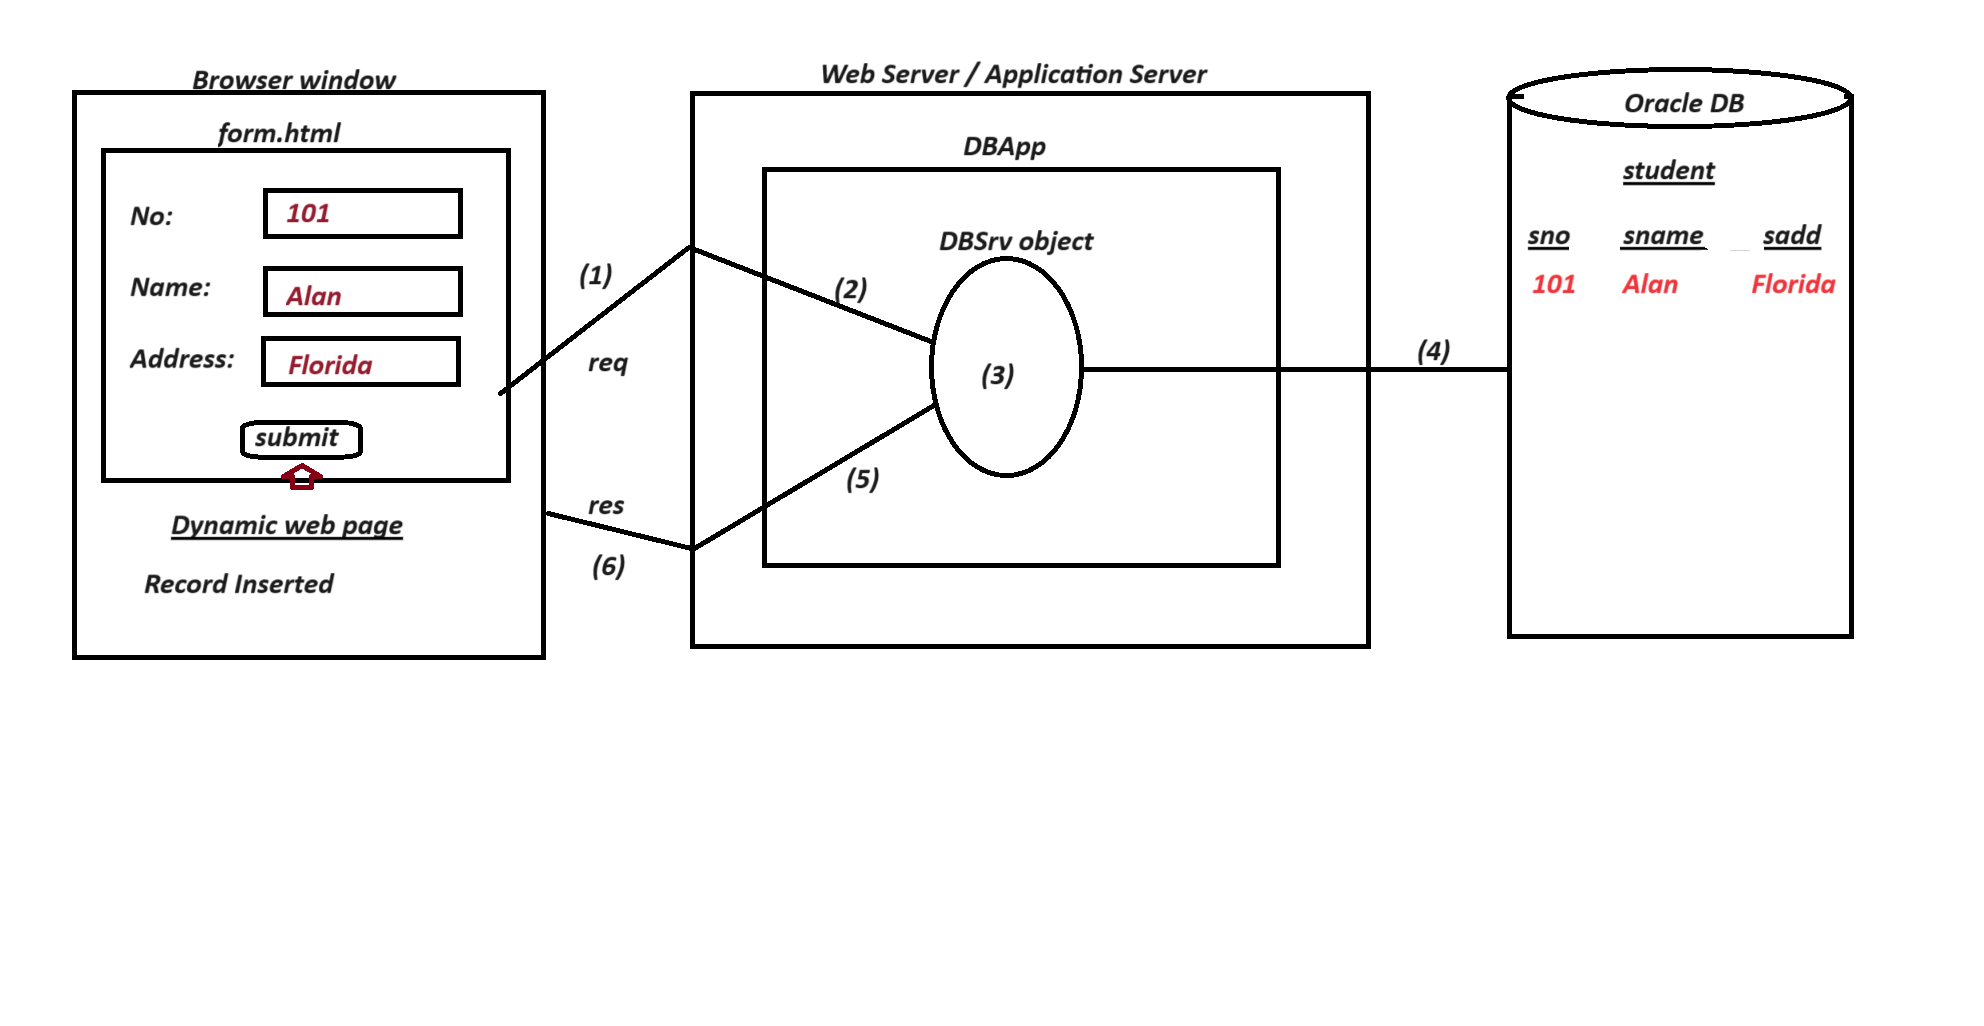 Browser window
form.html
No: 101
Name: Alan
Address: Florida
submit
Dynamic web page
Record Inserted
(1)
req
res
(6)
Web Server / Application Server
DBApp
DBSrv object
(2)
(3)
(5)
(4)
Oracle DB
student
sno sname sadd
101 Alan Florida